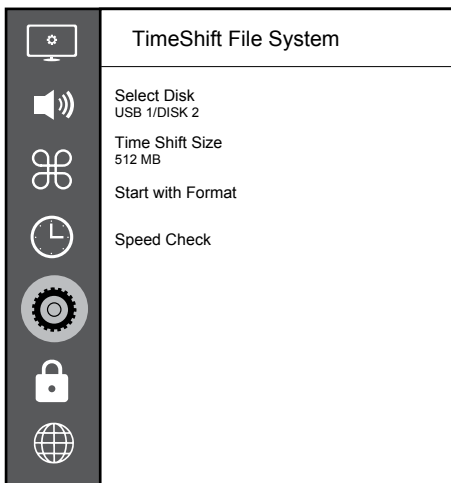 TimeShift File System
Select Disk
USB 1/DISK 2
Time Shift Size
512 MB
Start with Format
Speed Check